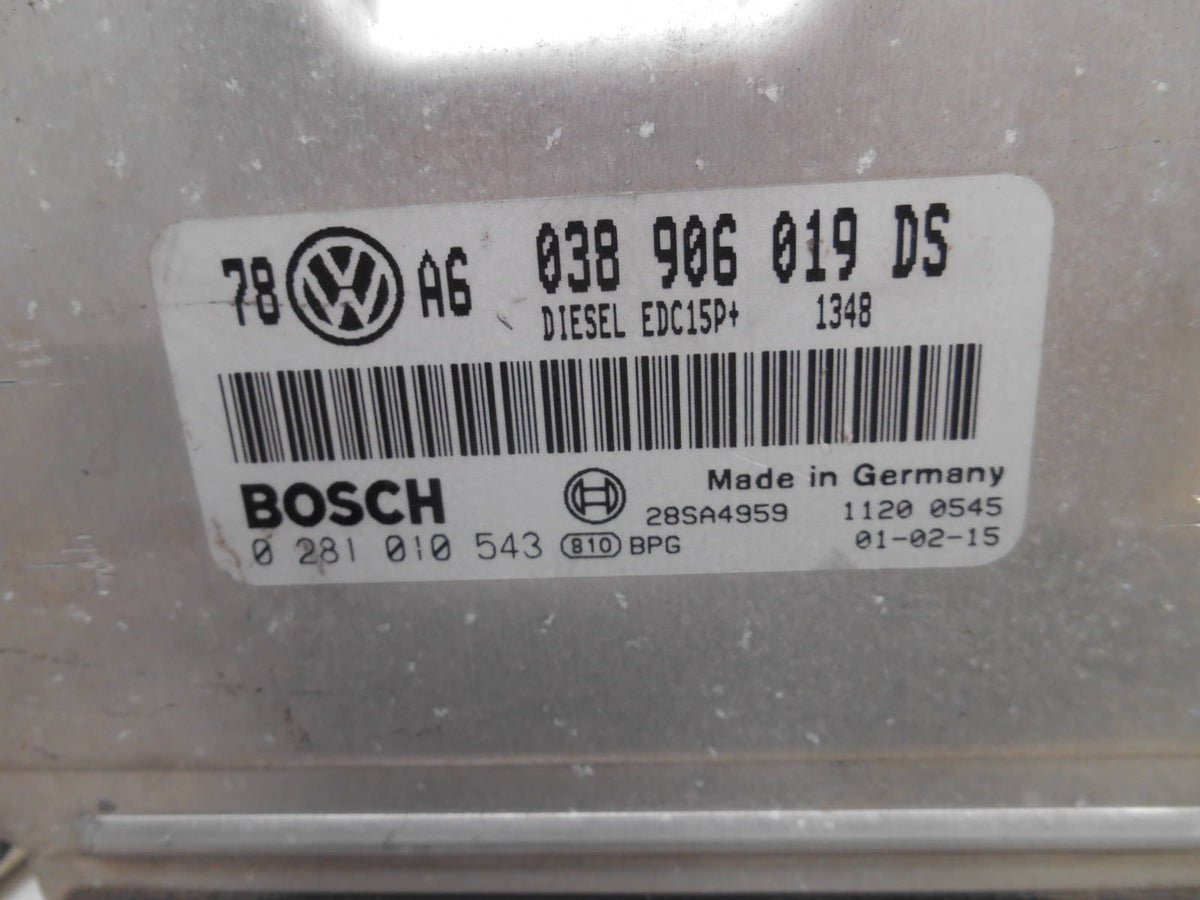 78 VW A6 038 906 019 DS
DIESEL EDC15P+ 1348
BOSCH
Made in Germany
28SA4959 1120 0545
0 281 010 543 810 BPG 01-02-15